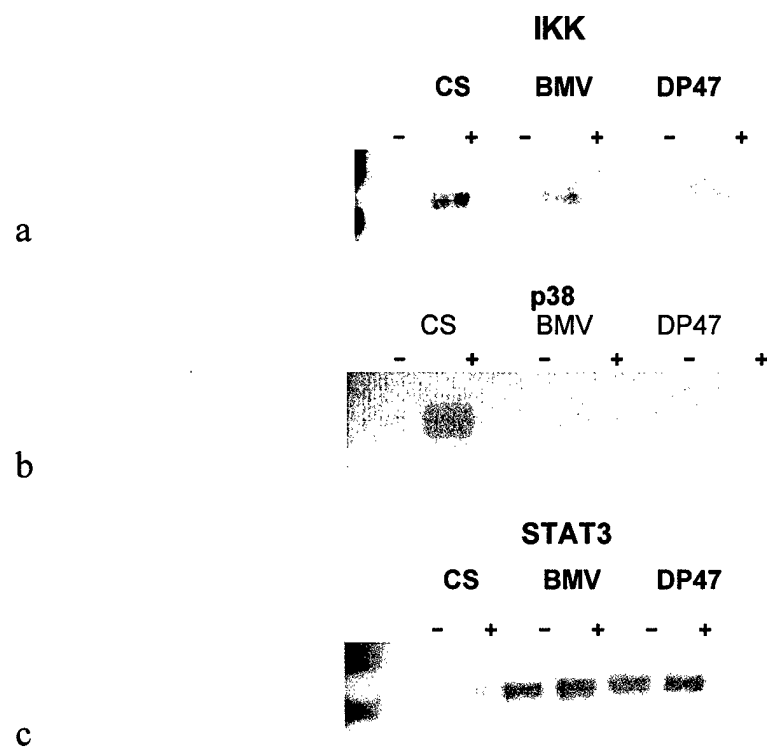 IKK
CS BMV DP47
- + - + - +
a
p38
CS BMV DP47
- + - + - +
b
STAT3
CS BMV DP47
- + - + - +
c